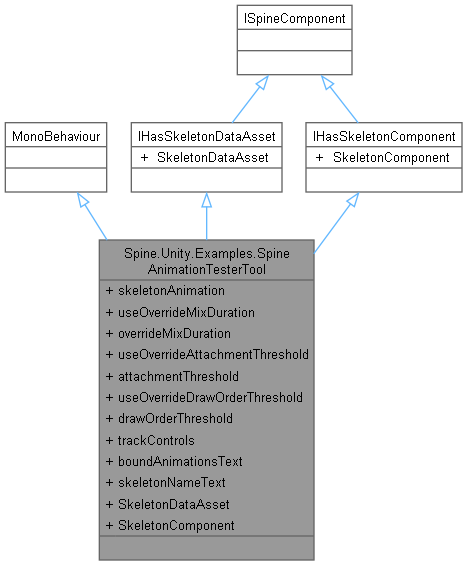 ISpineComponent
MonoBehaviour
IHasSkeletonDataAsset
+ SkeletonDataAsset
IHasSkeletonComponent
+ SkeletonComponent
Spine.Unity.Examples.Spine
AnimationTesterTool
+ skeletonAnimation
+ useOverrideMixDuration
+ overrideMixDuration
+ useOverrideAttachmentThreshold
+ attachmentThreshold
+ useOverrideDrawOrderThreshold
+ drawOrderThreshold
+ trackControls
+ boundAnimationsText
+ skeletonNameText
+ SkeletonDataAsset
+ SkeletonComponent